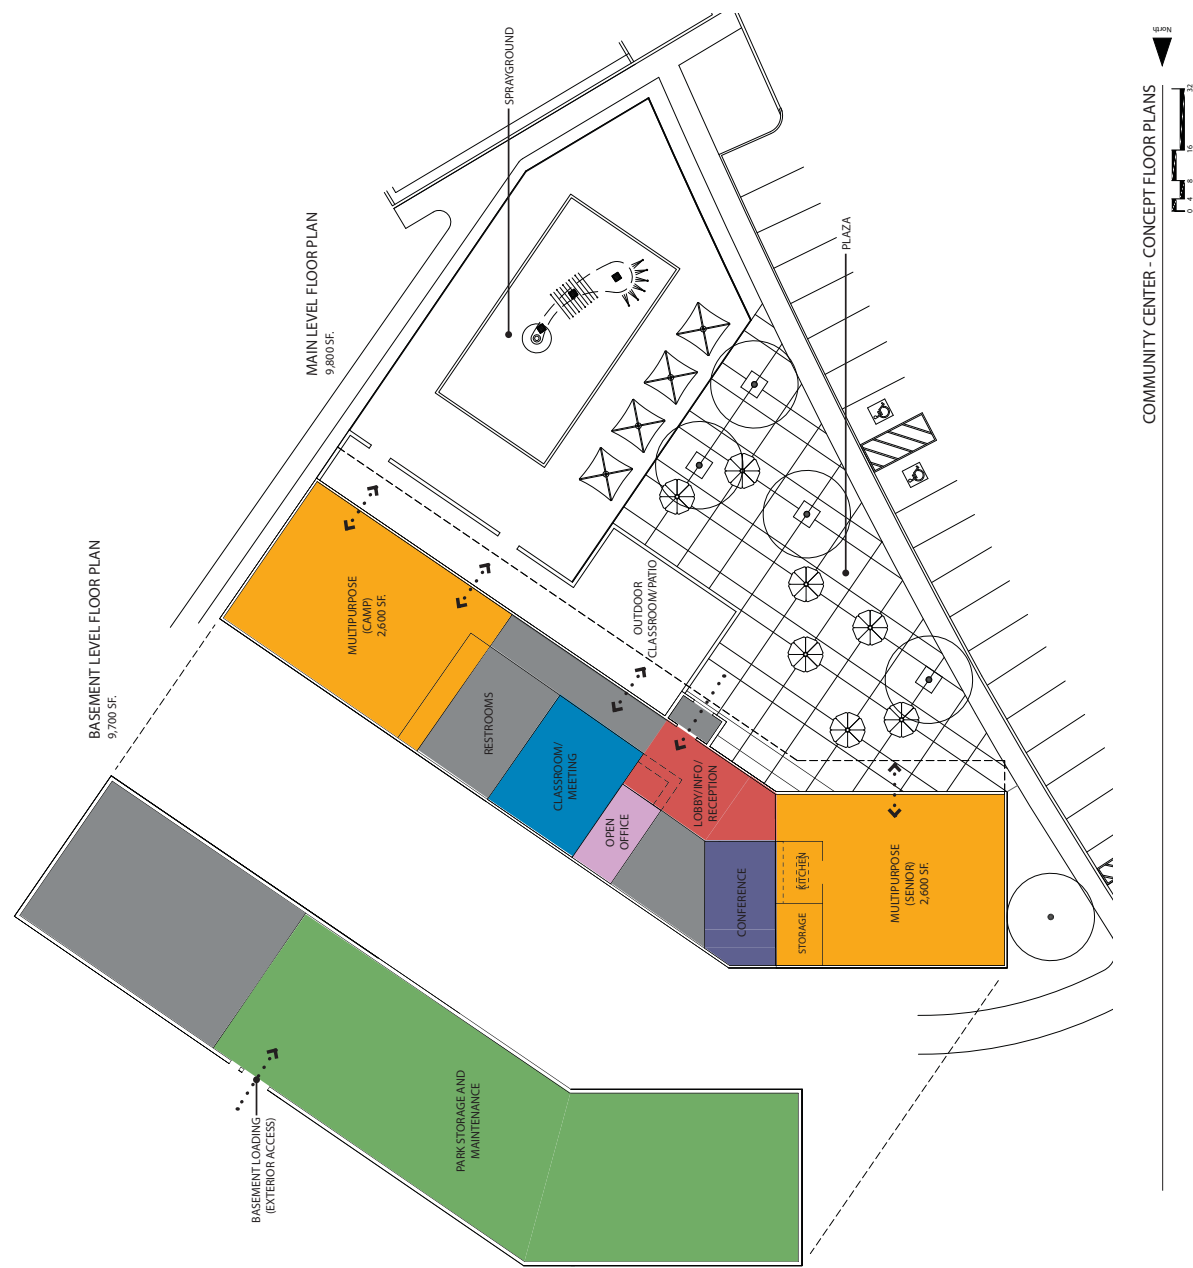 COMMUNITY CENTER - CONCEPT FLOOR PLANS
North
0 4 8 16 32
BASEMENT LEVEL FLOOR PLAN
9,700 SF.
MAIN LEVEL FLOOR PLAN
9,800 SF.
SPRAYGROUND
PLAZA
MULTIPURPOSE
(CAMP)
2,600 SF.
OUTDOOR
CLASSROOM/PATIO
RESTROOMS
CLASSROOM/
MEETING
OPEN
OFFICE
LOBBY/INFO/
RECEPTION
CONFERENCE
KITCHEN
STORAGE
MULTIPURPOSE
(SENIOR)
2,600 SF.
PARK STORAGE AND
MAINTENANCE
BASEMENT LOADING
(EXTERIOR ACCESS)